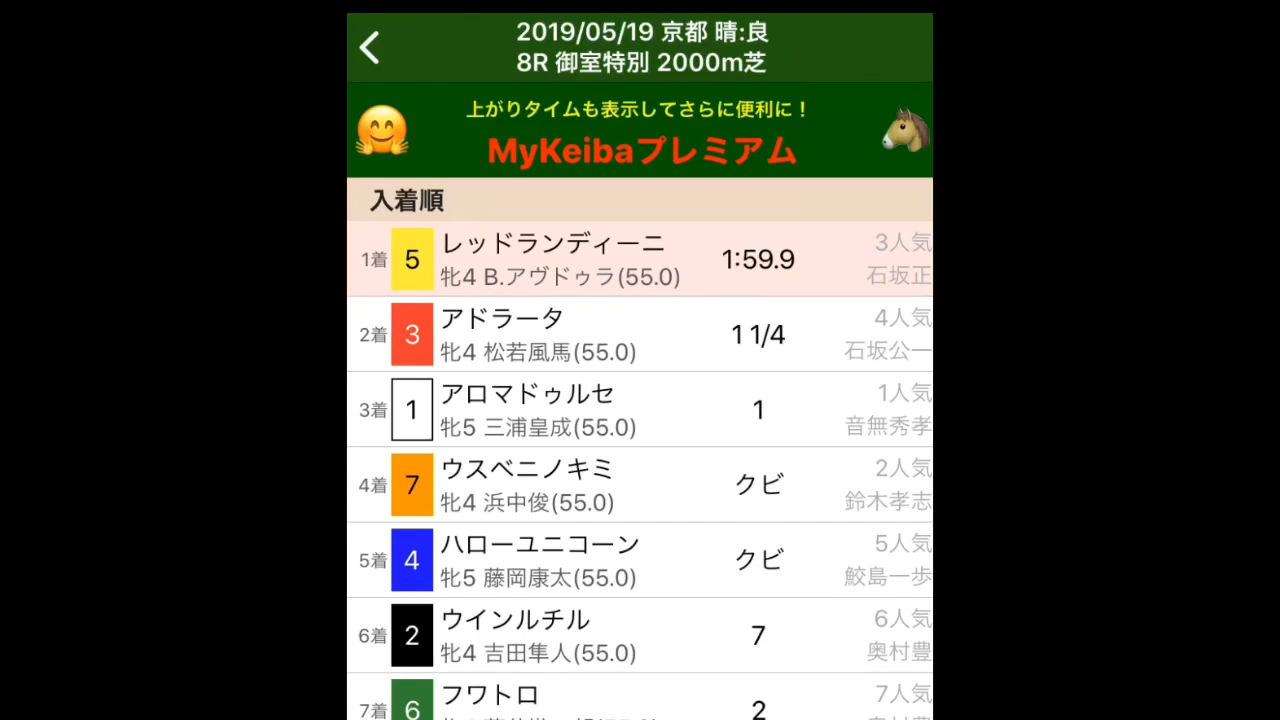 2019/05/19 京都 晴:良
8R 御室特別 2000m芝
上がりタイムも表示してさらに便利に！
MyKeibaプレミアム
入着順
1着 5 レッドランディーニ 1:59.9 3人気
牝4 B.アヴドゥラ(55.0) 石坂正
2着 3 アドラータ 1 1/4 4人気
牝4 松若風馬(55.0) 石坂公一
3着 1 アロマドゥルセ 1 1人気
牝5 三浦皇成(55.0) 音無秀孝
4着 7 ウスベニノキミ クビ 2人気
牝4 浜中俊(55.0) 鈴木孝志
5着 4 ハローユニコーン クビ 5人気
牝5 藤岡康太(55.0) 鮫島一歩
6着 2 ウインルチル 7 6人気
牝4 吉田隼人(55.0) 奥村豊
7着 6 フワトロ 2 7人気